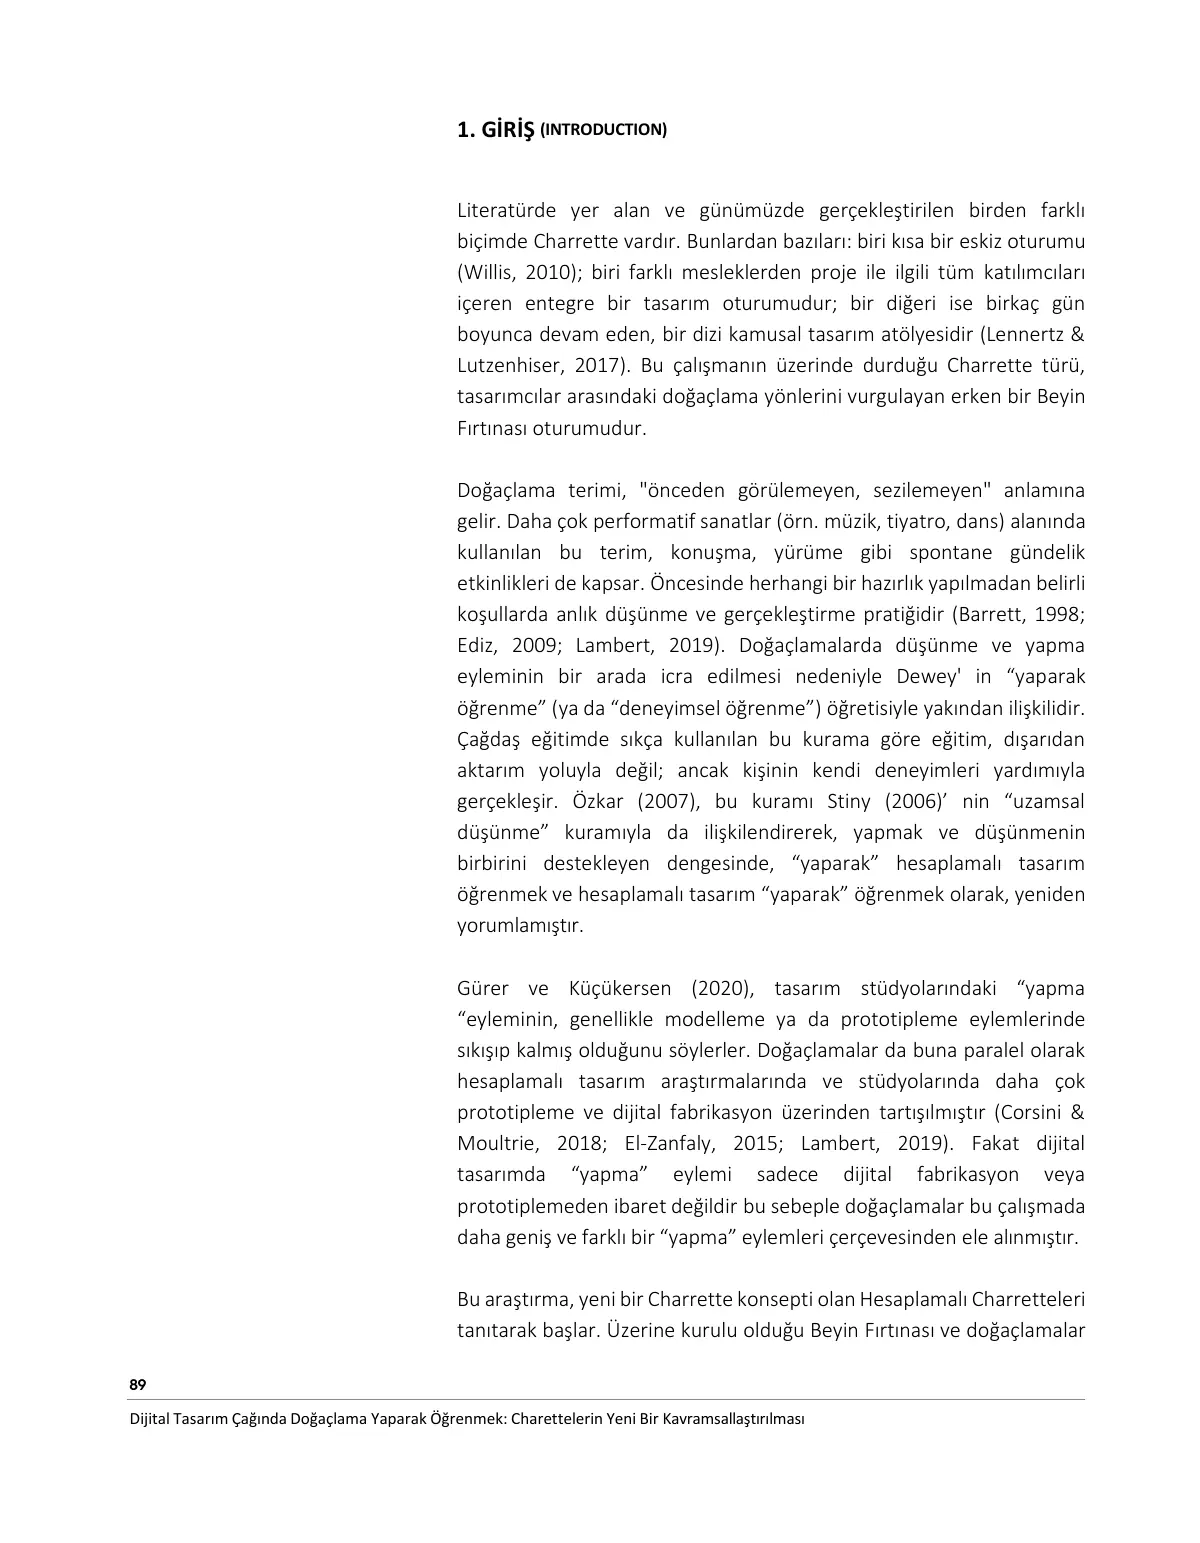 1. GİRİŞ (INTRODUCTION)
Literatürde yer alan ve günümüzde gerçekleştirilen birden farklı
biçimde Charrette vardır. Bunlardan bazıları: biri kısa bir eskiz oturumu
(Willis, 2010); biri farklı mesleklerden proje ile ilgili tüm katılımcıları
içeren entegre bir tasarım oturumudur; bir diğeri ise birkaç gün
boyunca devam eden, bir dizi kamusal tasarım atölyesidir (Lennertz &
Lutzenhiser, 2017). Bu çalışmanın üzerinde durduğu Charrette türü,
tasarımcılar arasındaki doğaçlama yönlerini vurgulayan erken bir Beyin
Fırtınası oturumudur.
Doğaçlama terimi, "önceden görülemeyen, sezilemeyen" anlamına
gelir. Daha çok performatif sanatlar (örn. müzik, tiyatro, dans) alanında
kullanılan bu terim, konuşma, yürüme gibi spontane gündelik
etkinlikleri de kapsar. Öncesinde herhangi bir hazırlık yapılmadan belirli
koşullarda anlık düşünme ve gerçekleştirme pratiğidir (Barrett, 1998;
Ediz, 2009; Lambert, 2019). Doğaçlamalarda düşünme ve yapma
eyleminin bir arada icra edilmesi nedeniyle Dewey' in “yaparak
öğrenme” (ya da “deneyimsel öğrenme”) öğretisiyle yakından ilişkilidir.
Çağdaş eğitimde sıkça kullanılan bu kurama göre eğitim, dışarıdan
aktarım yoluyla değil; ancak kişinin kendi deneyimleri yardımıyla
gerçekleşir. Özkar (2007), bu kuramı Stiny (2006)’ nin “uzamsal
düşünme” kuramıyla da ilişkilendirerek, yapmak ve düşünmenin
birbirini destekleyen dengesinde, “yaparak” hesaplamalı tasarım
öğrenmek ve hesaplamalı tasarım “yaparak” öğrenmek olarak, yeniden
yorumlamıştır.
Gürer ve Küçükersen (2020), tasarım stüdyolarındaki “yapma
“eyleminin, genellikle modelleme ya da prototipleme eylemlerinde
sıkışıp kalmış olduğunu söylerler. Doğaçlamalar da buna paralel olarak
hesaplamalı tasarım araştırmalarında ve stüdyolarında daha çok
prototipleme ve dijital fabrikasyon üzerinden tartışılmıştır (Corsini &
Moultrie, 2018; El-Zanfaly, 2015; Lambert, 2019). Fakat dijital
tasarımda “yapma” eylemi sadece dijital fabrikasyon veya
prototiplemeden ibaret değildir bu sebeple doğaçlamalar bu çalışmada
daha geniş ve farklı bir “yapma” eylemleri çerçevesinden ele alınmıştır.
Bu araştırma, yeni bir Charrette konsepti olan Hesaplamalı Charretteleri
tanıtarak başlar. Üzerine kurulu olduğu Beyin Fırtınası ve doğaçlamalar
89
Dijital Tasarım Çağında Doğaçlama Yaparak Öğrenmek: Charettelerin Yeni Bir Kavramsallaştırılması